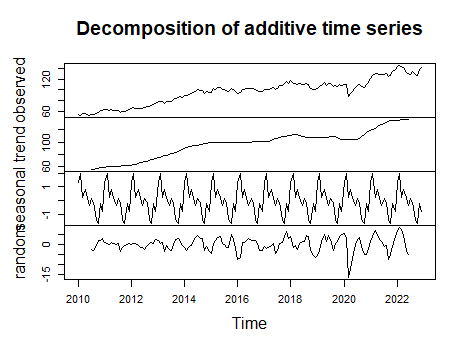 Decomposition of additive time series
observed
60 120
trend
60 100
seasonal
-1 1
random
-15 0
2010 2012 2014 2016 2018 2020 2022
Time